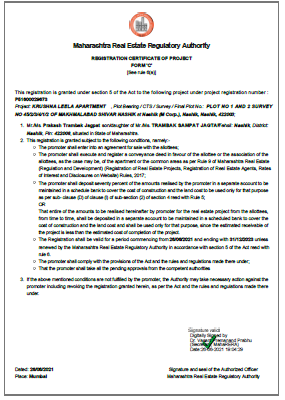 Maharashtra Real Estate Regulatory Authority
REGISTRATION CERTIFICATE OF PROJECT
FORM 'C'
[See rule 6(a)]
This registration is granted under section 5 of the Act to the following project under project registration number :
P51600029673
Project: KRUSHNA LEELA APARTMENT , Plot Bearing / CTS / Survey / Final Plot No.: PLOT NO 1 AND 2 SURVEY
NO 45/2/3/4/1/2 OF MAKHMALABAD SHIVAR NASHIK at Nashik (M Corp.), Nashik, Nashik, 422003;
1. Mr./Ms. Prakash Trambak Jagpat son/daughter of Mr./Ms. TRAMBAK SAMPAT JAGTAP Tehsil: Nashik, District:
Nashik, Pin: 422006, situated in State of Maharashtra.
2. This registration is granted subject to the following conditions, namely:-
The promoter shall enter into an agreement for sale with the allottees;
The promoter shall execute and register a conveyance deed in favour of the allottee or the association of the
allottees, as the case may be, of the apartment or the common areas as per Rule 9 of Maharashtra Real Estate
(Regulation and Development) (Registration of Real Estate Projects, Registration of Real Estate Agents,
Rates of Interest and Disclosures on Website) Rules, 2017;
The promoter shall deposit seventy percent of the amounts realised by the promoter in a separate account to be
maintained in a schedule bank to cover the cost of construction and the land cost to be used only for that purpose
as per sub- clause (D) of clause (l) of sub-section (2) of section 4 read with Rule 5;
OR
That entire of the amounts to be realised hereinafter by promoter for the real estate project from the allottees,
from time to time, shall be deposited in a separate account to be maintained in a scheduled bank to cover the
cost of construction and the land cost and shall be used only for that purpose, since the estimated receivable
of the project is less than the estimated cost of completion of the project.
The Registration shall be valid for a period commencing from 26/06/2021 and ending with 31/12/2023 unless
renewed by the Maharashtra Real Estate Regulatory Authority in accordance with section 5 of the Act read with
rule 6.
The promoter shall comply with the provisions of the Act and the rules and regulations made there under;
That the promoter shall take all the pending approvals from the competent authorities
3. If the above mentioned conditions are not fulfilled by the promoter, the Authority may take necessary action against the
promoter including revoking the registration granted herein, as per the Act and the rules and regulations made there
under.
Signature valid
Digitally Signed by
Dr. Vasant Premanand Prabhu
(Secretary, MahaRERA)
Date:26-06-2021 19:04:29
Dated: 26/06/2021
Place: Mumbai
Signature and seal of the Authorized Officer
Maharashtra Real Estate Regulatory Authority